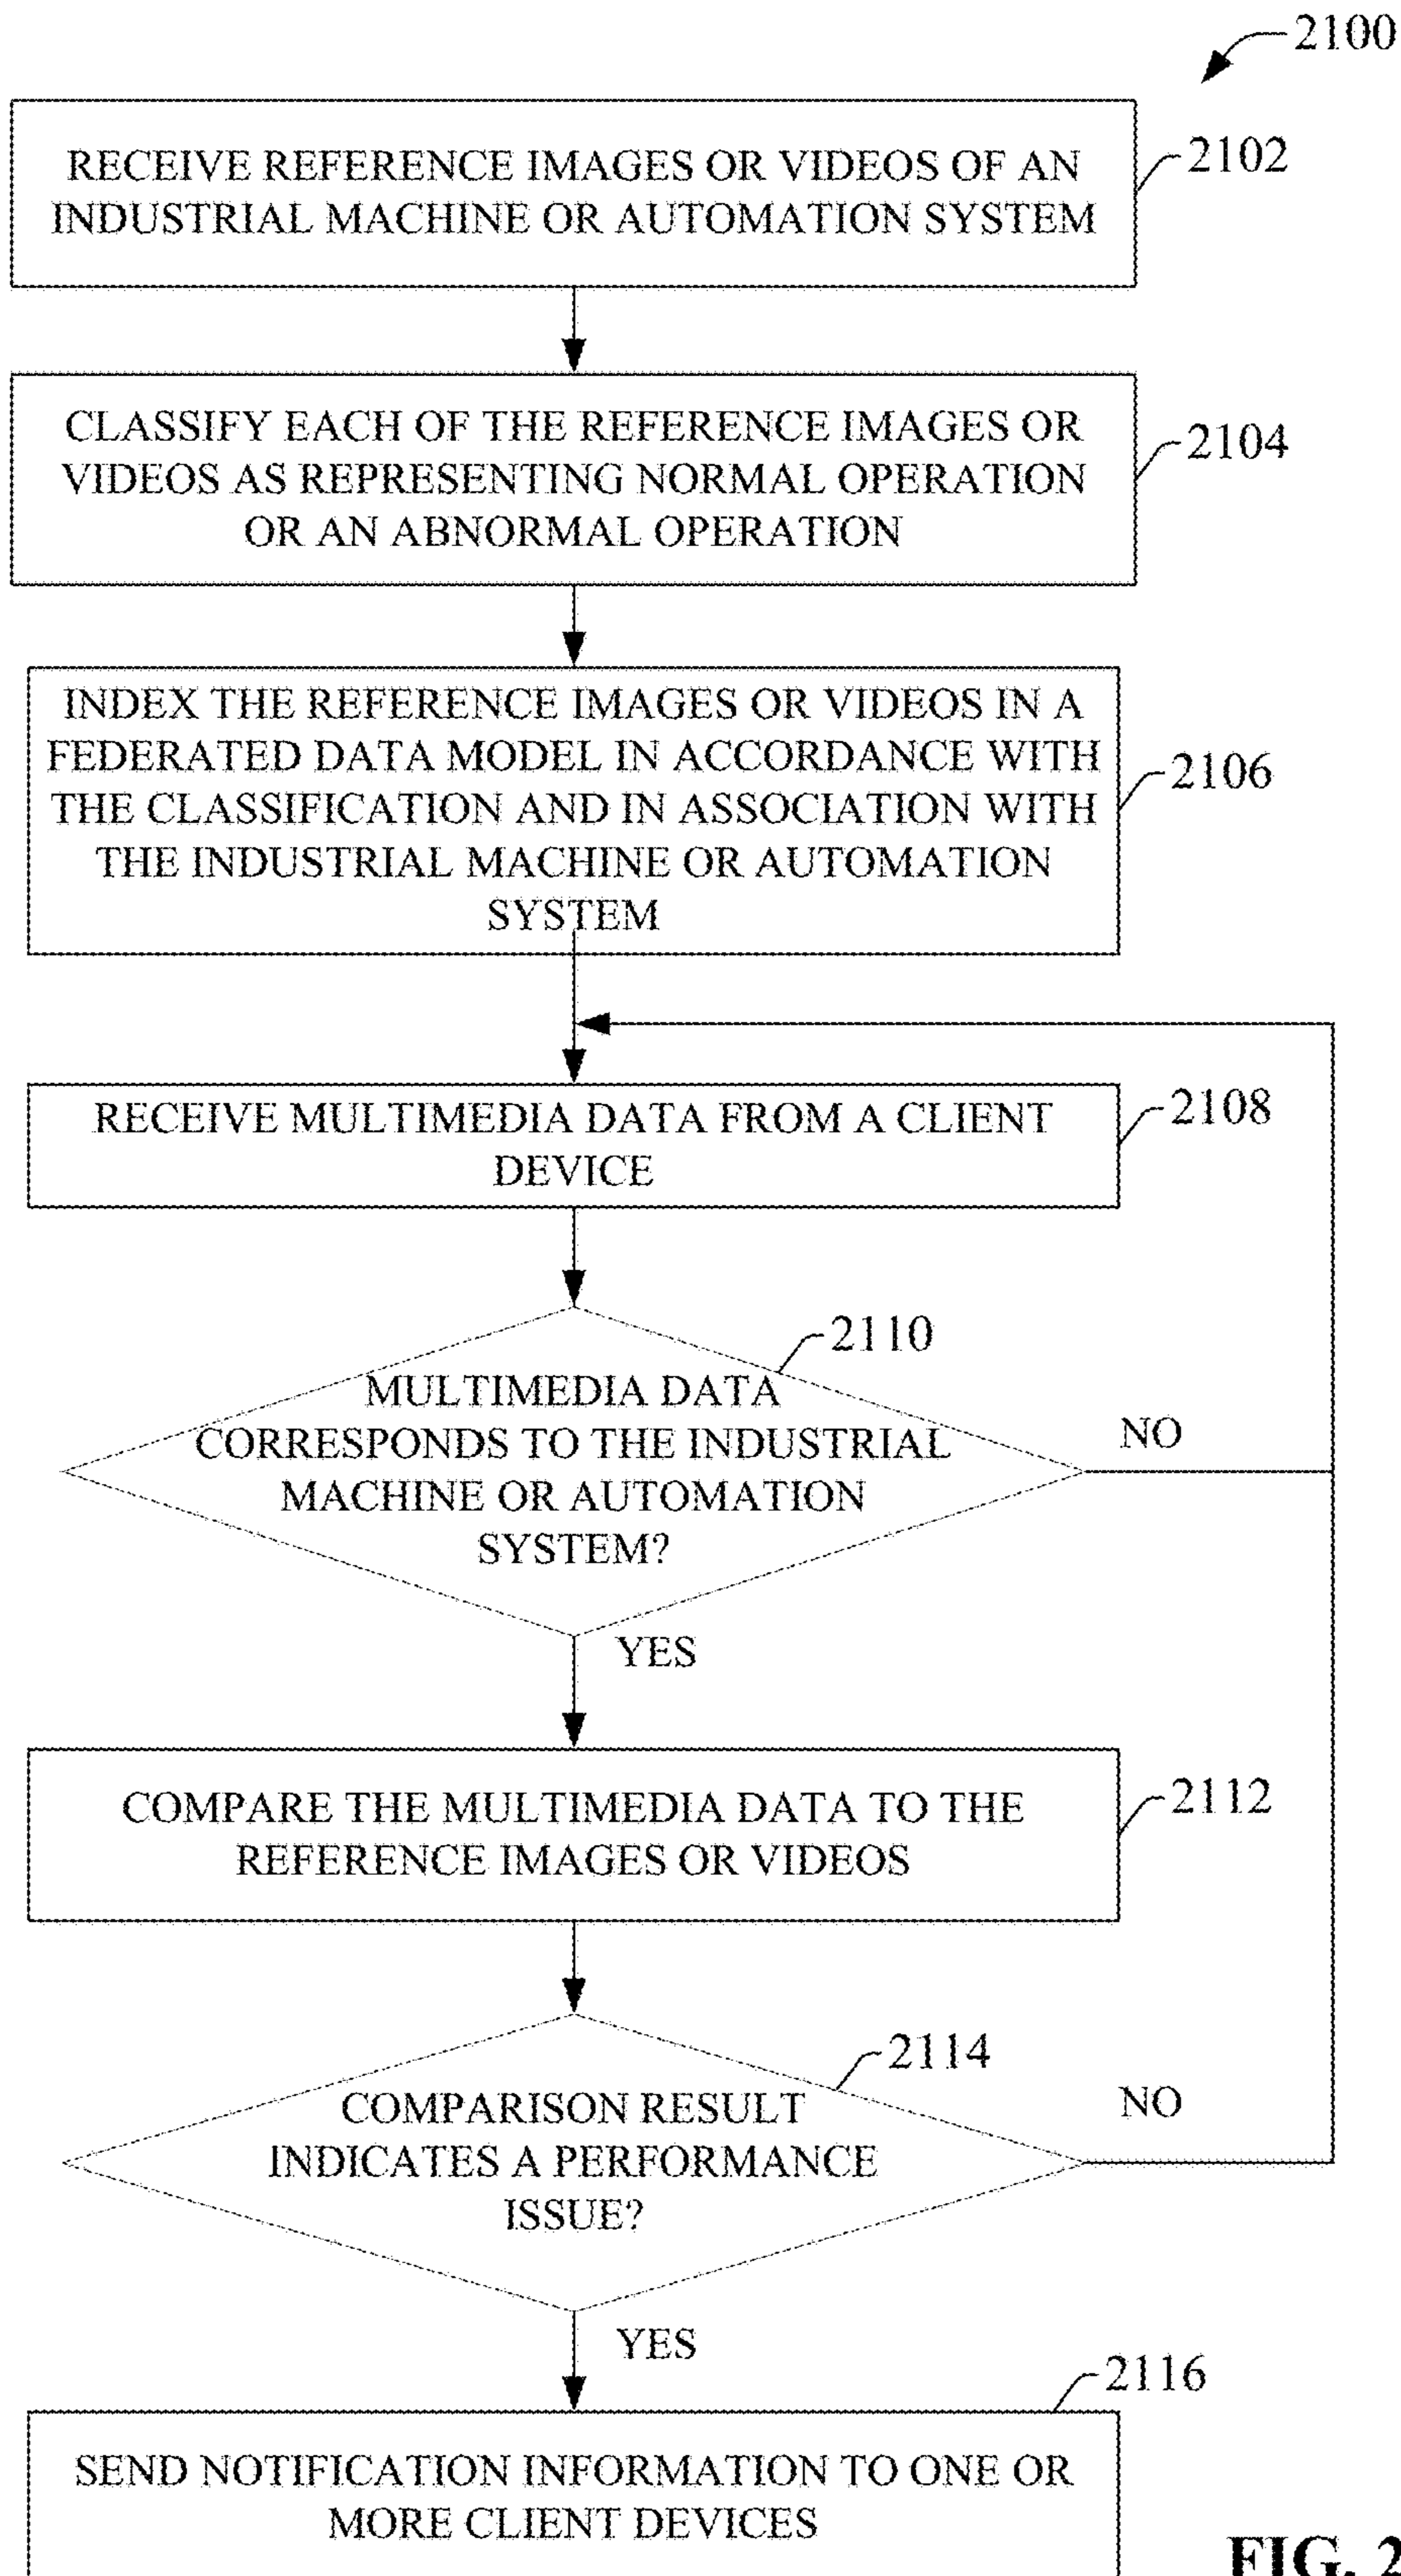 2100
RECEIVE REFERENCE IMAGES OR VIDEOS OF AN
INDUSTRIAL MACHINE OR AUTOMATION SYSTEM
2102
CLASSIFY EACH OF THE REFERENCE IMAGES OR
VIDEOS AS REPRESENTING NORMAL OPERATION
OR AN ABNORMAL OPERATION
2104
INDEX THE REFERENCE IMAGES OR VIDEOS IN A
FEDERATED DATA MODEL IN ACCORDANCE WITH
THE CLASSIFICATION AND IN ASSOCIATION WITH
THE INDUSTRIAL MACHINE OR AUTOMATION
SYSTEM
2106
RECEIVE MULTIMEDIA DATA FROM A CLIENT
DEVICE
2108
2110
MULTIMEDIA DATA
CORRESPONDS TO THE INDUSTRIAL
MACHINE OR AUTOMATION
SYSTEM?
NO
YES
COMPARE THE MULTIMEDIA DATA TO THE
REFERENCE IMAGES OR VIDEOS
2112
2114
COMPARISON RESULT
INDICATES A PERFORMANCE
ISSUE?
NO
YES
2116
SEND NOTIFICATION INFORMATION TO ONE OR
MORE CLIENT DEVICES
FIG. 2